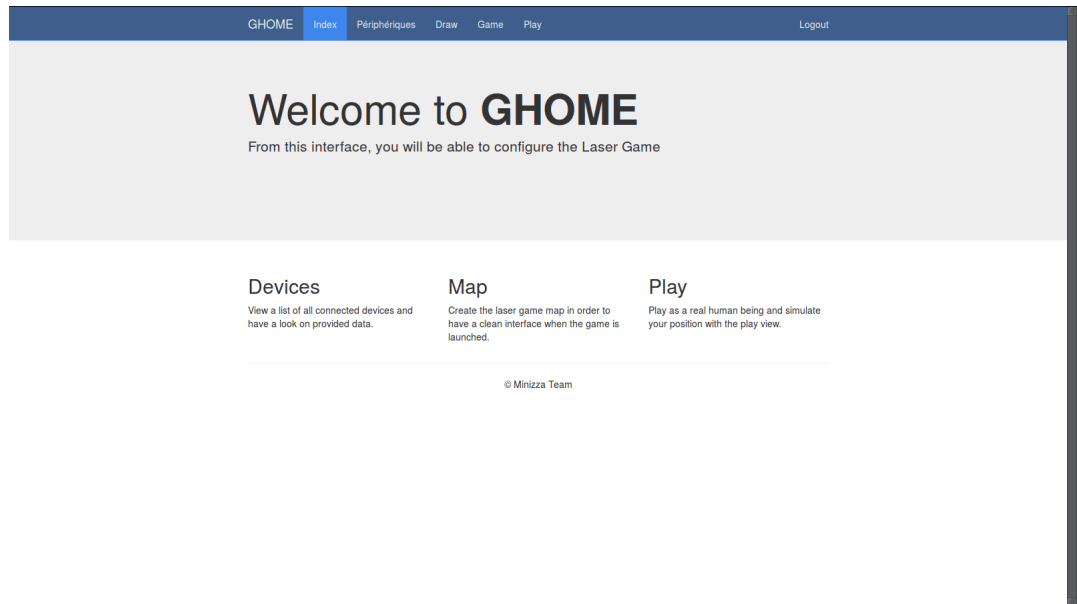 GHOME Index Périphériques Draw Game Play Logout
Welcome to GHOME
From this interface, you will be able to configure the Laser Game
Devices
View a list of all connected devices and
have a look on provided data.
Map
Create the laser game map in order to
have a clean interface when the game is
launched.
Play
Play as a real human being and simulate
your position with the play view.
© Minizza Team